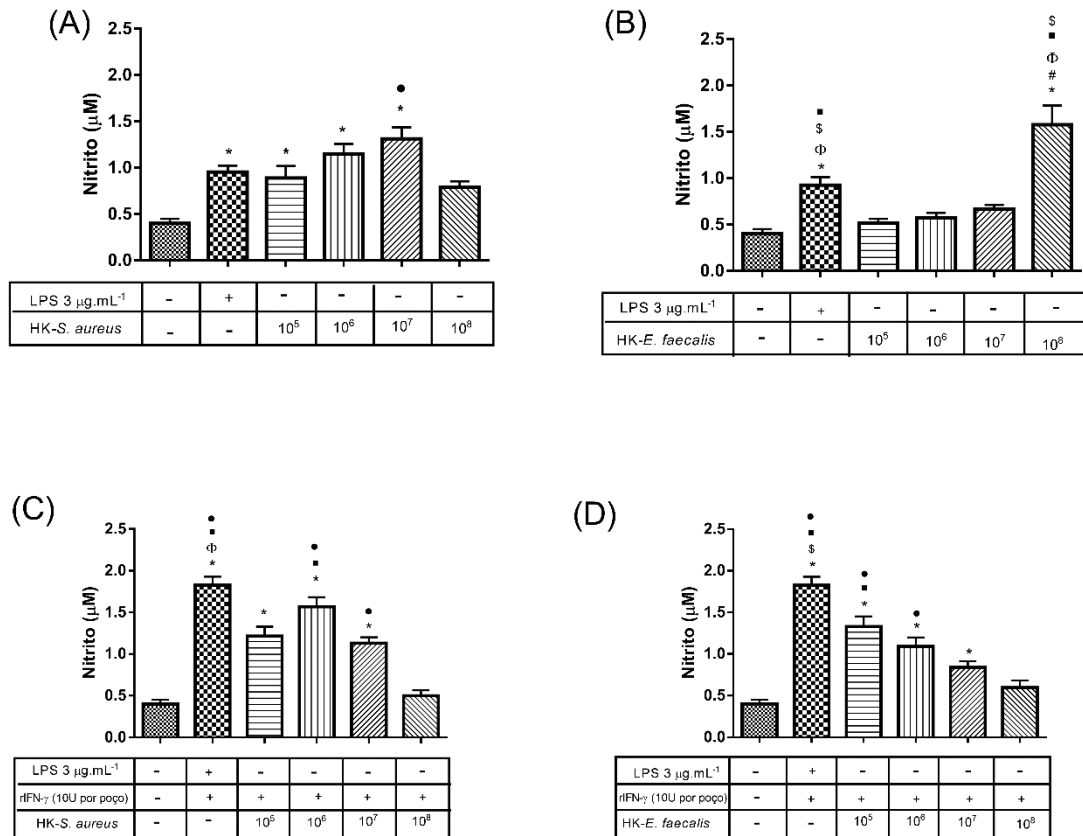 (A)
•
* * * *
2.5
2.0
1.5
1.0
0.5
0.0
Nitrito (μM)
LPS 3 μg.mL⁻¹ - + - - - -
HK-S. aureus - - 10⁵ 10⁶ 10⁷ 10⁸
(B)
$
■
Φ
#
*
■
$
Φ
*
2.5
2.0
1.5
1.0
0.5
0.0
Nitrito (μM)
LPS 3 μg.mL⁻¹ - + - - - -
HK-E. faecalis - - 10⁵ 10⁶ 10⁷ 10⁸
(C)
•
■
Φ
*
*
•
■
*
•
*
2.5
2.0
1.5
1.0
0.5
0.0
Nitrito (μM)
LPS 3 μg.mL⁻¹ - + - - - -
rIFN-γ (10U por poço) - + + + + +
HK-S. aureus - - 10⁵ 10⁶ 10⁷ 10⁸
(D)
•
■
$
*
•
■
*
•
*
*
2.5
2.0
1.5
1.0
0.5
0.0
Nitrito (μM)
LPS 3 μg.mL⁻¹ - + - - - -
rIFN-γ (10U por poço) - + + + + +
HK-E. faecalis - - 10⁵ 10⁶ 10⁷ 10⁸